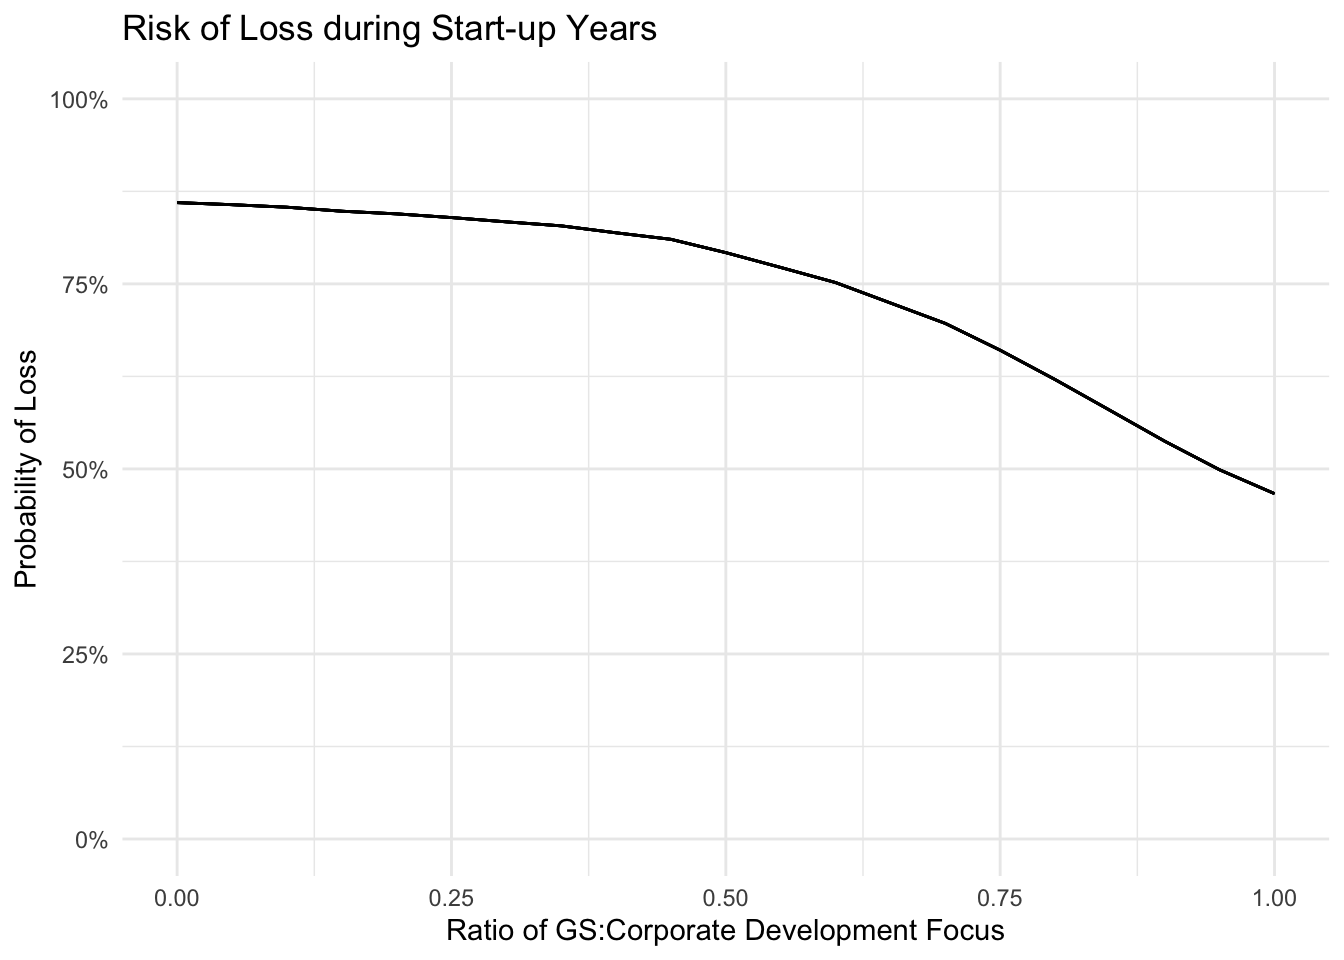 Risk of Loss during Start-up Years
Probability of Loss
100%
75%
50%
25%
0%
0.00 0.25 0.50 0.75 1.00
Ratio of GS:Corporate Development Focus